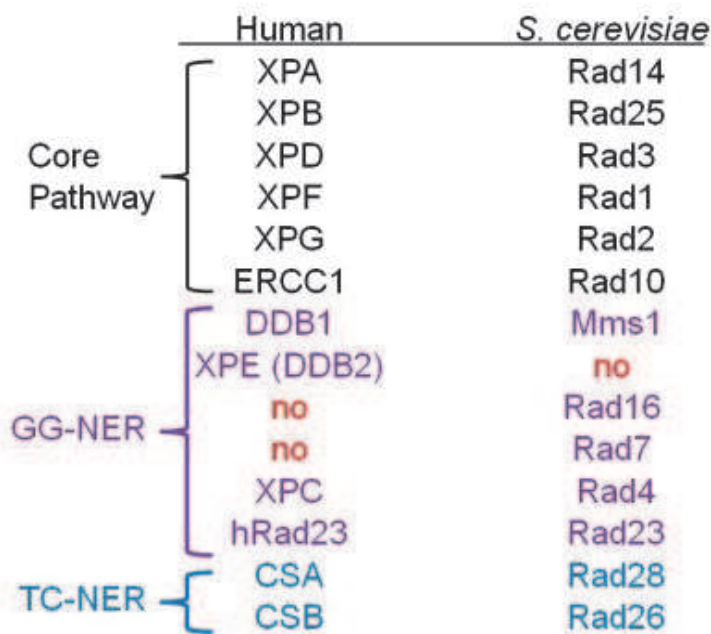 Human S. cerevisiae
XPA Rad14
XPB Rad25
Core XPD Rad3
Pathway XPF Rad1
XPG Rad2
ERCC1 Rad10
DDB1 Mms1
XPE (DDB2) no
GG-NER no Rad16
no Rad7
XPC Rad4
hRad23 Rad23
TC-NER CSA Rad28
CSB Rad26